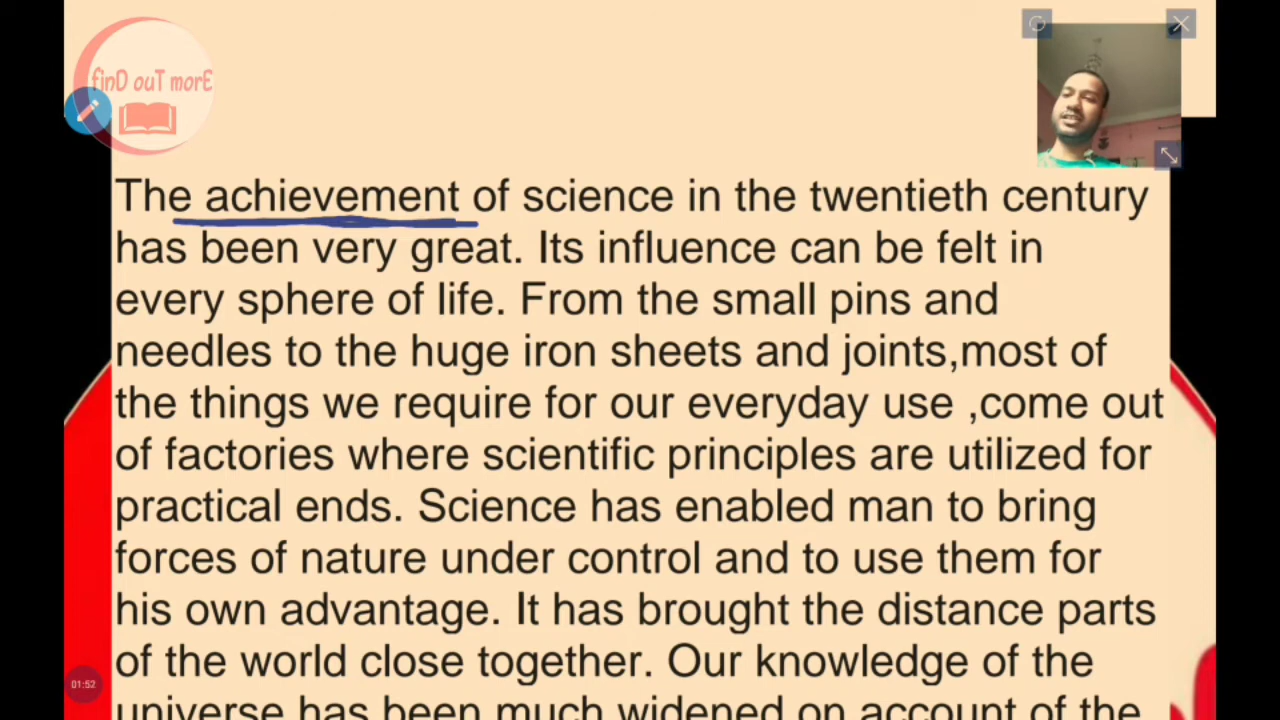 finD ouT morE
The achievement of science in the twentieth century
has been very great. Its influence can be felt in
every sphere of life. From the small pins and
needles to the huge iron sheets and joints,most of
the things we require for our everyday use ,come out
of factories where scientific principles are utilized for
practical ends. Science has enabled man to bring
forces of nature under control and to use them for
his own advantage. It has brought the distance parts
of the world close together. Our knowledge of the
universe has been much widened on account of the
01:52